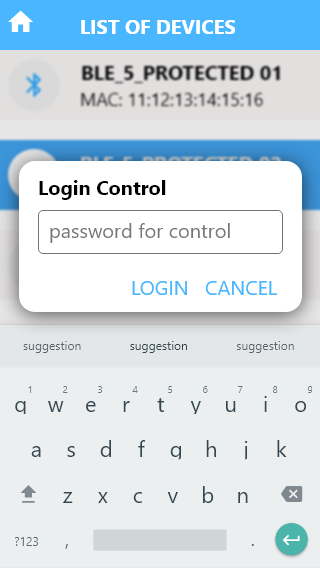 LIST OF DEVICES
BLE_5_PROTECTED 01
MAC: 11:12:13:14:15:16
BLE_5_PROTECTED 02
Login Control
password for control
LOGIN CANCEL
suggestion suggestion suggestion
1 2 3 4 5 6 7 8 9
q w e r t y u i o
a s d f g h j k
z x c v b n
?123 , .